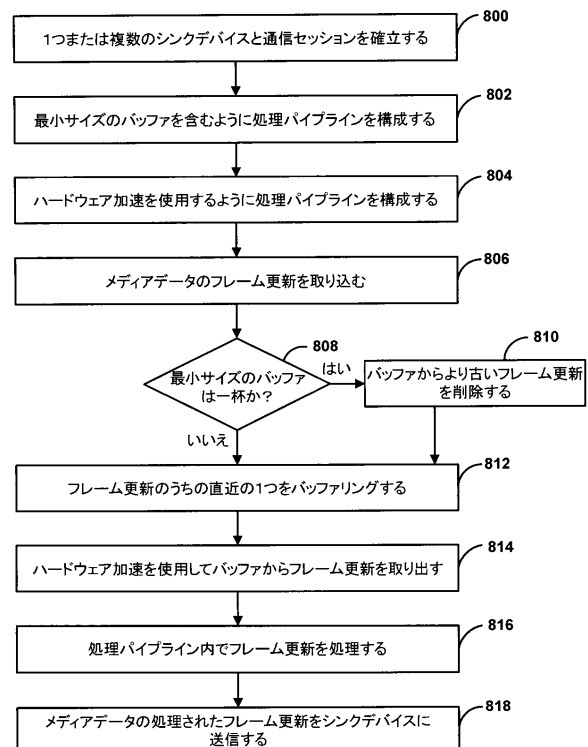 800
1つまたは複数のシンクデバイスと通信セッションを確立する
802
最小サイズのバッファを含むように処理パイプラインを構成する
804
ハードウェア加速を使用するように処理パイプラインを構成する
806
メディアデータのフレーム更新を取り込む
808
最小サイズのバッファ
は一杯か?
はい
810
バッファからより古いフレーム更新
を削除する
いいえ
812
フレーム更新のうちの直近の1つをバッファリングする
814
ハードウェア加速を使用してバッファからフレーム更新を取り出す
816
処理パイプライン内でフレーム更新を処理する
818
メディアデータの処理されたフレーム更新をシンクデバイスに
送信する